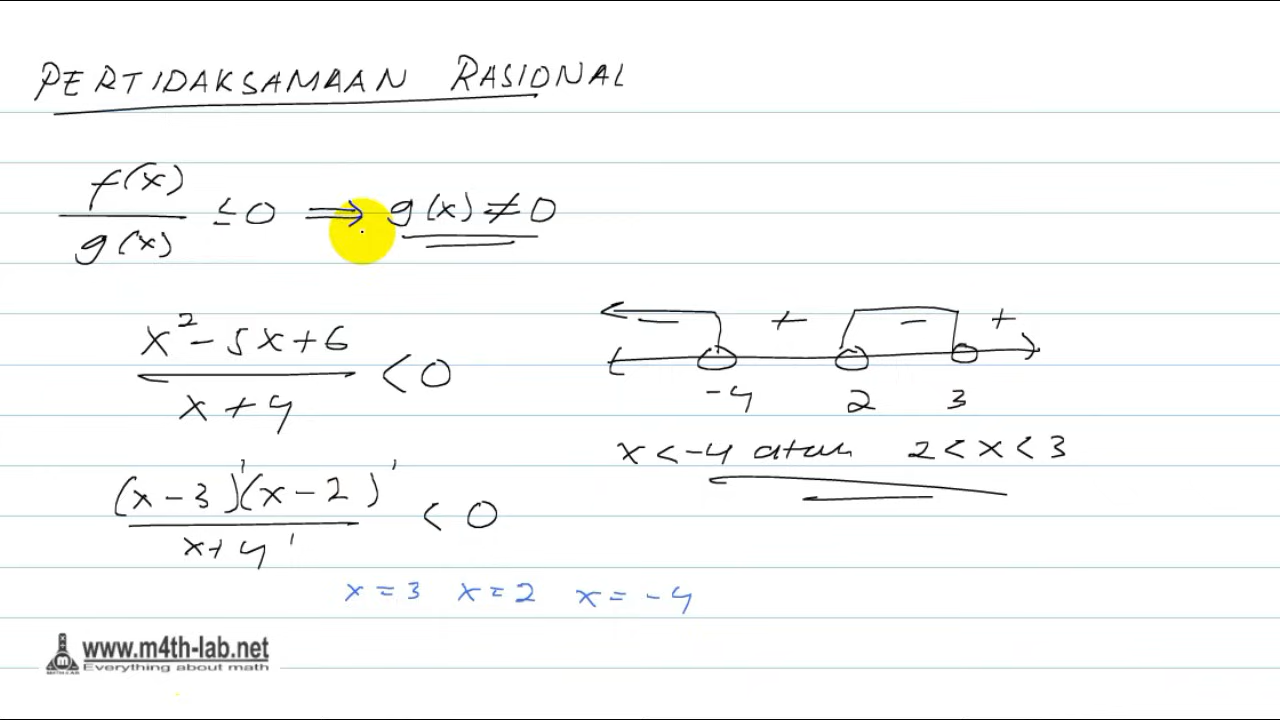 PERTIDAKSAMAAN RASIONAL
f(x)/g(x) ≤ 0 ⇒ g(x) ≠ 0
x² - 5x + 6 / x + 4 < 0
(x - 3)'(x - 2)' / x + 4' < 0
x = 3 x = 2 x = -4
- + - +
-4 2 3
x < -4 atau 2 < x < 3
www.m4th-lab.net
Everything about math